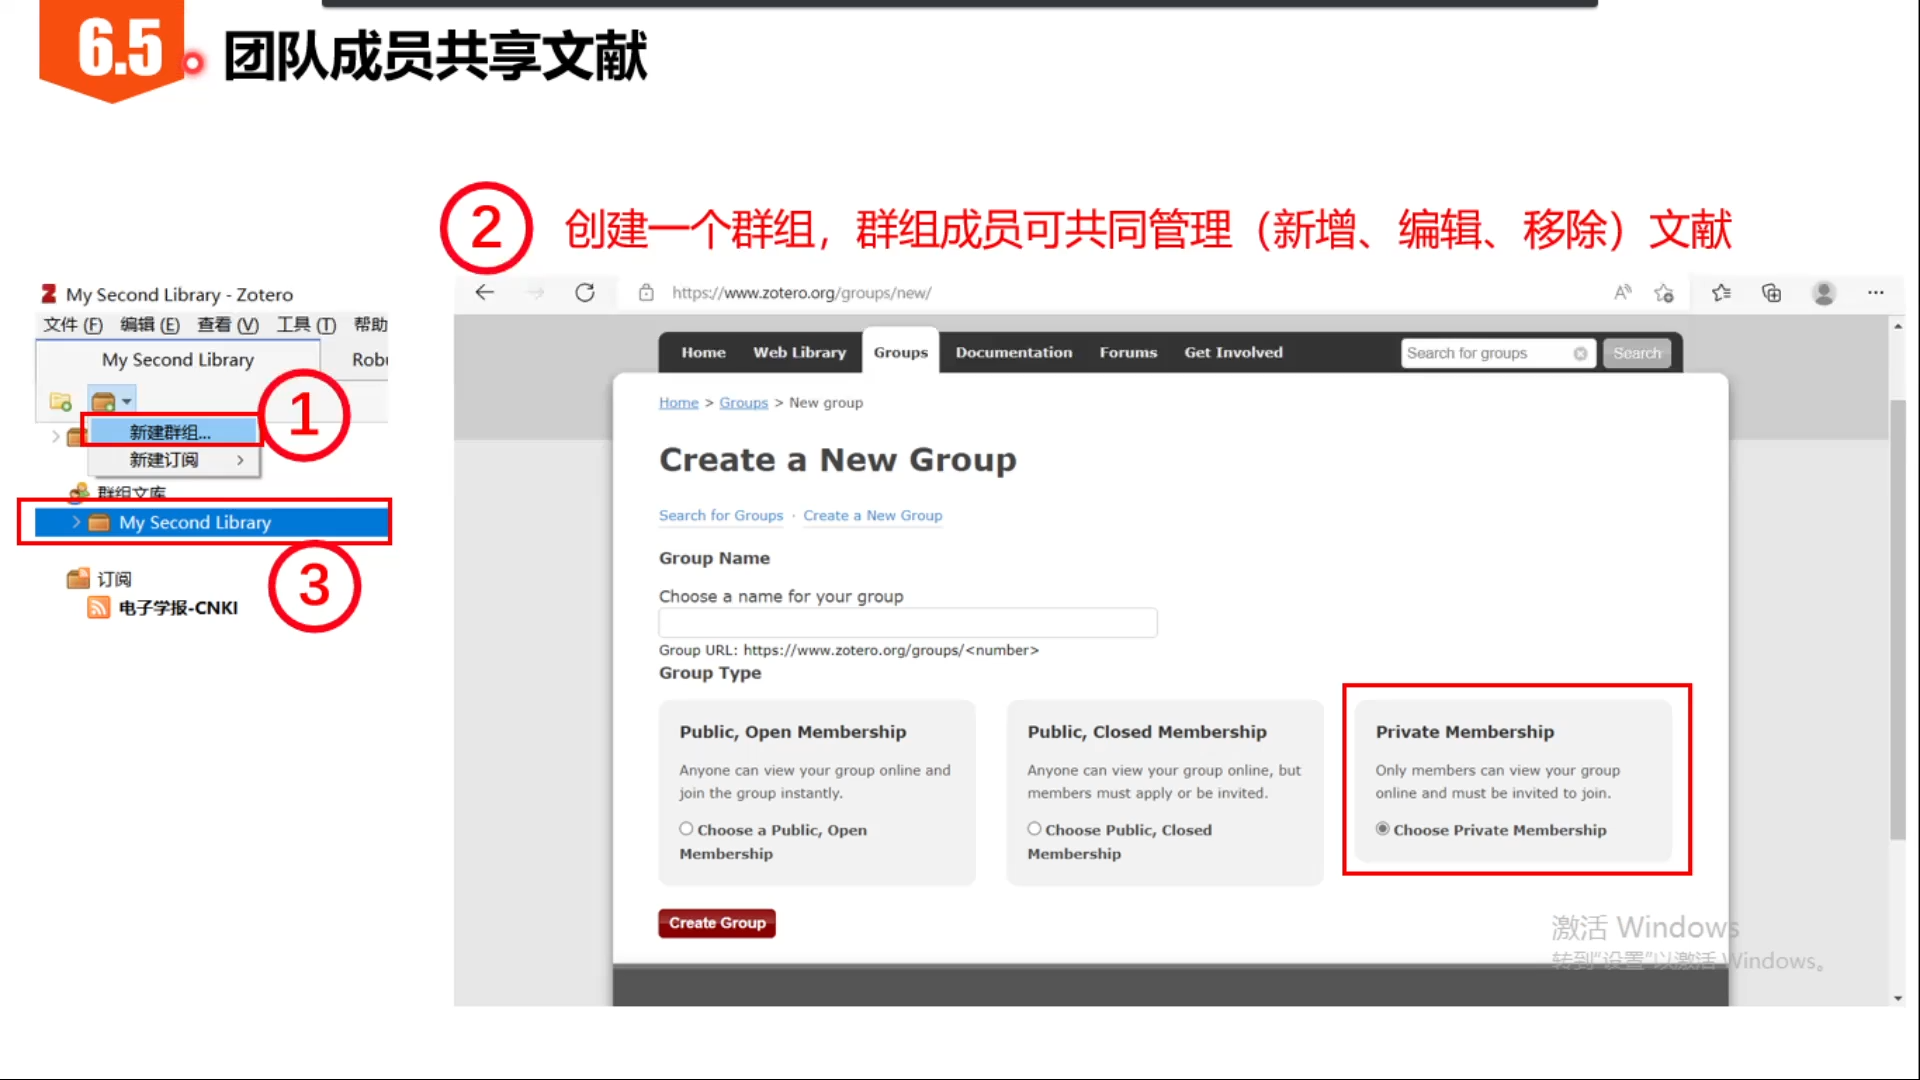 6.5
团队成员共享文献
② 创建一个群组，群组成员可共同管理（新增、编辑、移除）文献
My Second Library - Zotero
文件 (F) 编辑 (E) 查看 (V) 工具 (T) 帮助
My Second Library
新建群组...
新建订阅
①
群组文库
My Second Library
③
订阅
电子学报-CNKI
https://www.zotero.org/groups/new/
Home Web Library Groups Documentation Forums Get Involved Search for groups Search
Home > Groups > New group
Create a New Group
Search for Groups · Create a New Group
Group Name
Choose a name for your group
Group URL: https://www.zotero.org/groups/<number>
Group Type
Public, Open Membership
Anyone can view your group online and
join the group instantly.
Choose a Public, Open
Membership
Public, Closed Membership
Anyone can view your group online, but
members must apply or be invited.
Choose Public, Closed
Membership
Private Membership
Only members can view your group
online and must be invited to join.
Choose Private Membership
Create Group
激活 Windows
转到"设置"以激活 Windows。